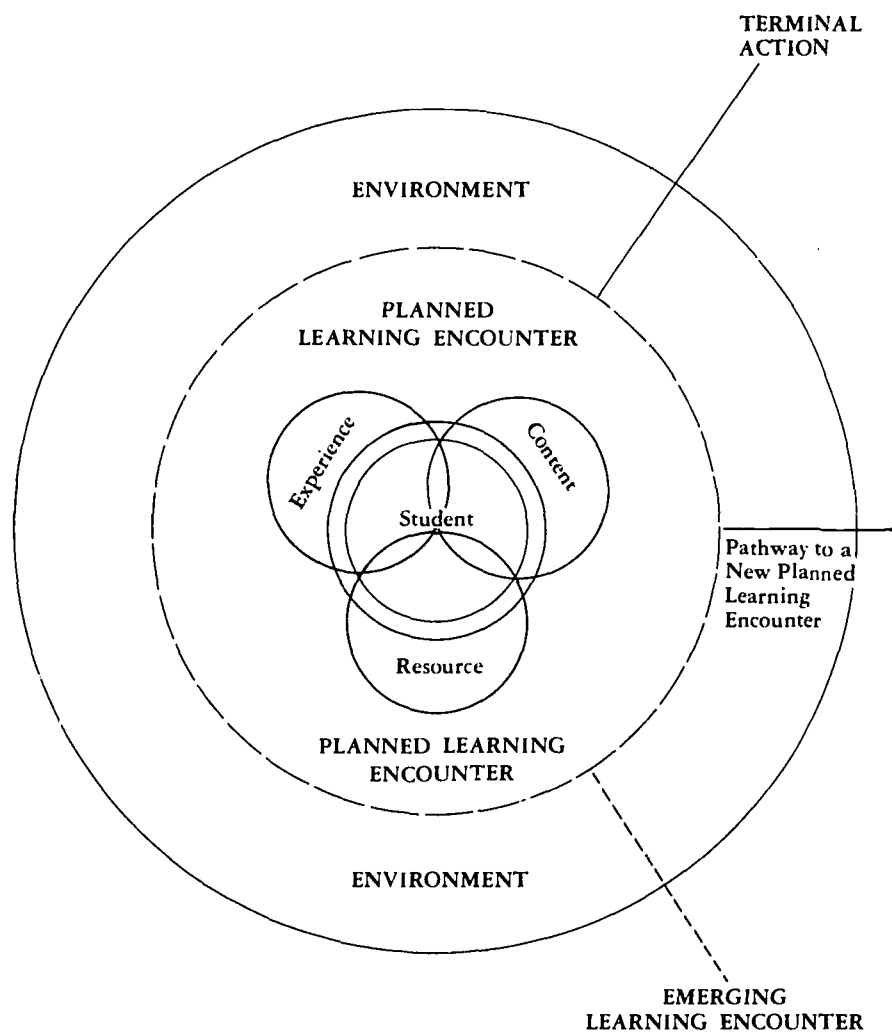 TERMINAL
ACTION
ENVIRONMENT
PLANNED
LEARNING ENCOUNTER
Experience
Content
Student
Pathway to a
New Planned
Learning
Encounter
Resource
PLANNED LEARNING
ENCOUNTER
ENVIRONMENT
EMERGING
LEARNING ENCOUNTER